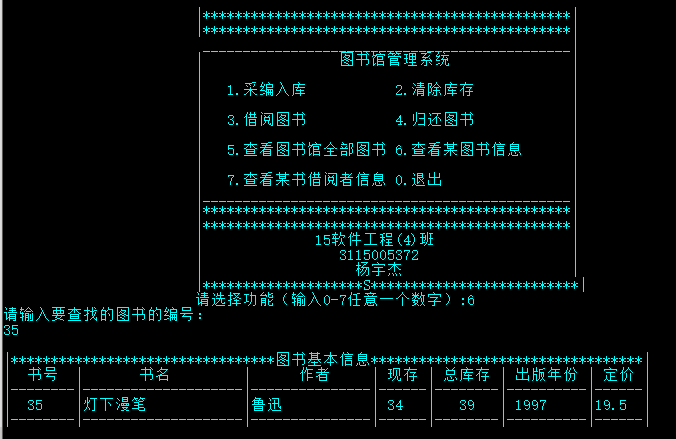 |**********************************************|
|**********************************************|
图书馆管理系统
1.采编入库 2.清除库存
3.借阅图书 4.归还图书
5.查看图书馆全部图书 6.查看某图书信息
7.查看某书借阅者信息 0.退出
|**********************************************|
|**********************************************|
15软件工程(4)班
3115005372
杨宇杰
|********************S**************************|
请选择功能（输入0-7任意一个数字）:6
请输入要查找的图书的编号：
35
|*********************************图书基本信息**********************************|
| 书号 | 书名 | 作者 | 现存 | 总库存 | 出版年份 | 定价 |
| 35 |灯下漫笔 |鲁迅 | 34 | 39 | 1997 |19.5 |